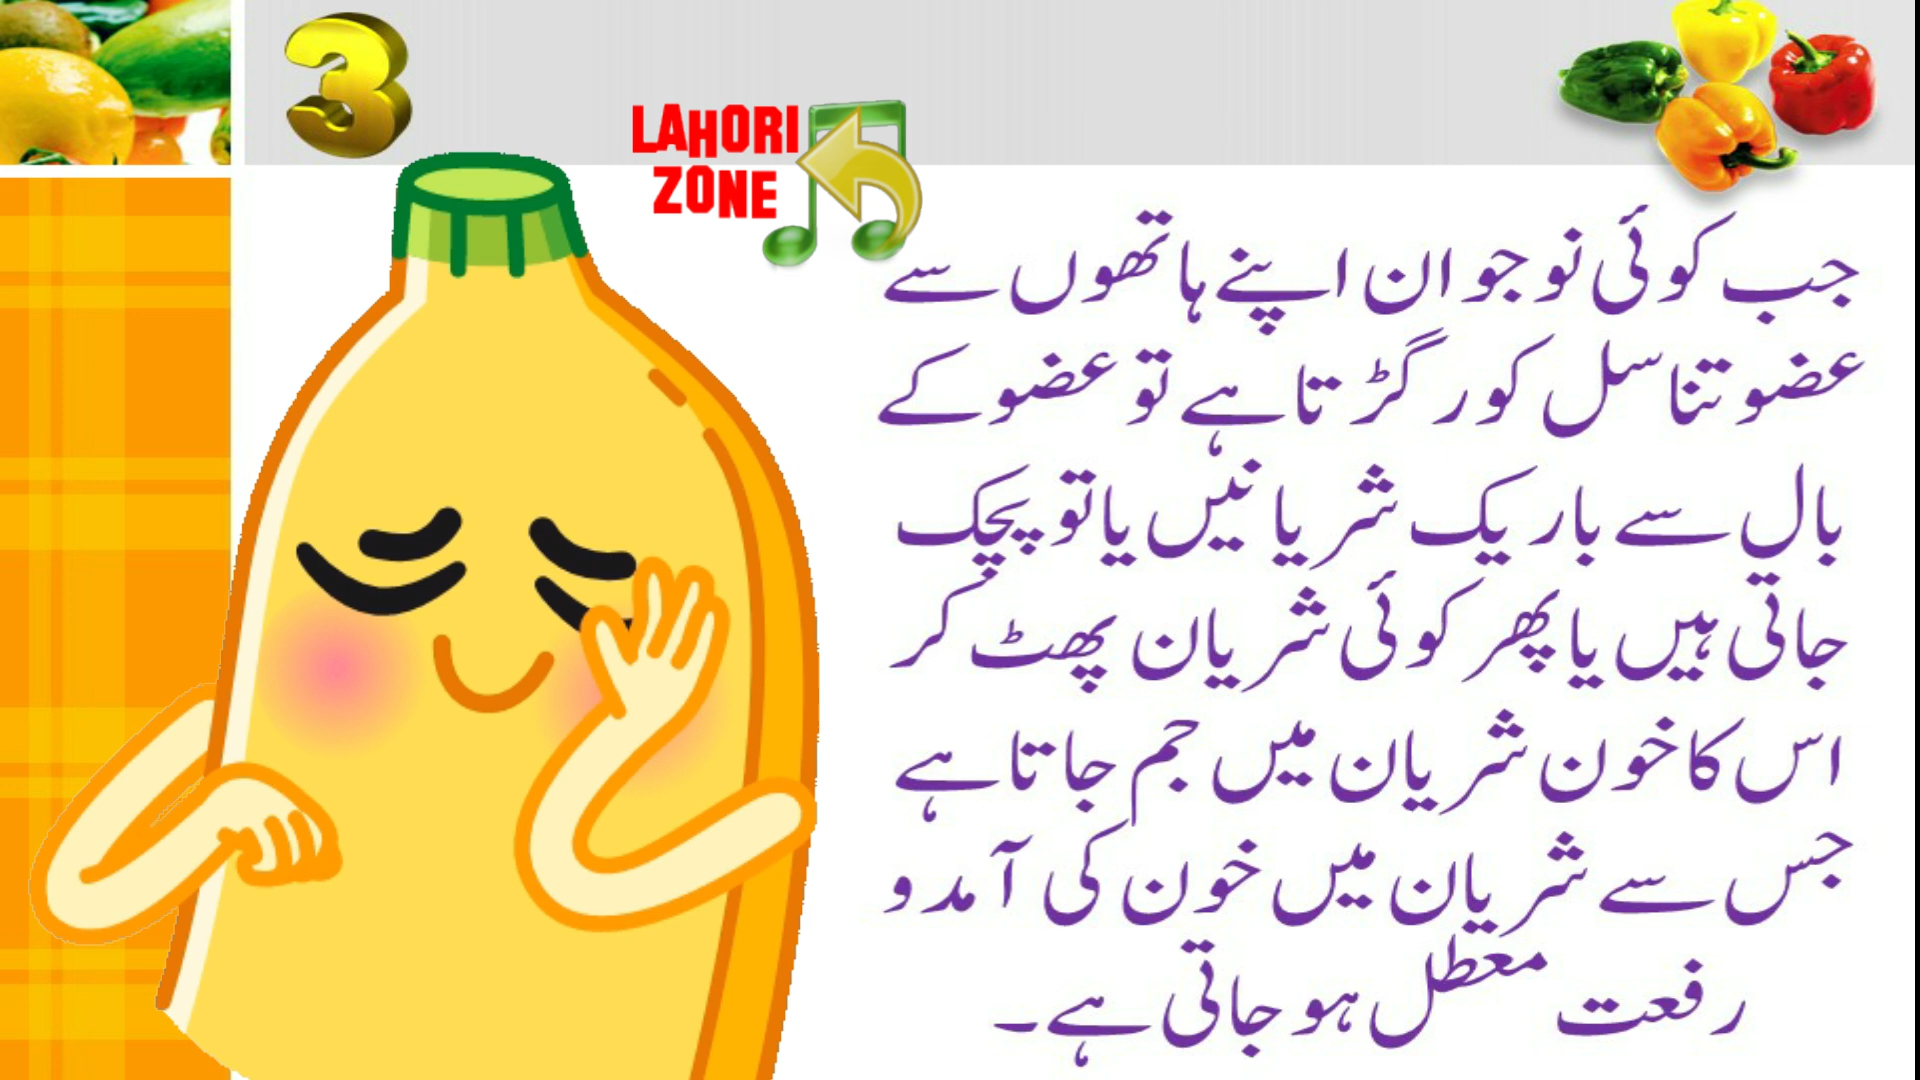 3
LAHORI
ZONE
جب کوئی نوجوان اپنے ہاتھوں سے
عضو تناسل کو رگڑتا ہے تو عضو کے
بال سے باریک شریانیں یا تو پچک
جاتی ہیں یا پھر کوئی شریان پھٹ کر
اس کا خون شریان میں جم جاتا ہے
جس سے شریان میں خون کی آمد و
رفعت معطل ہو جاتی ہے۔